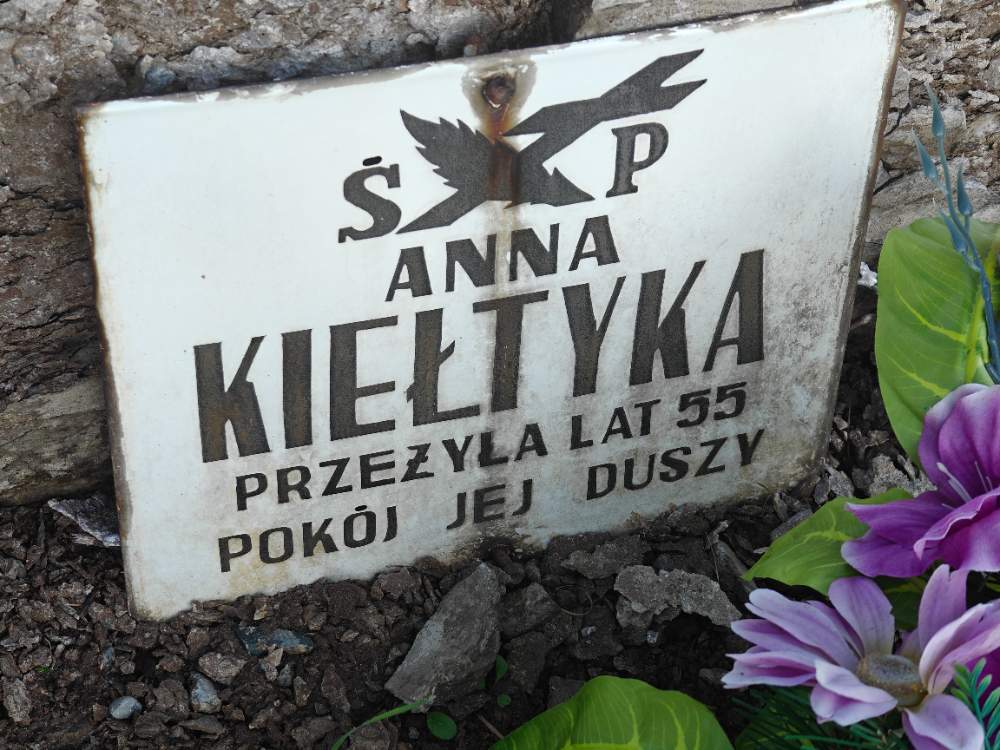 Ś P
ANNA
KIEŁTYKA
PRZEŻYŁA LAT 55
POKÓJ JEJ DUSZY